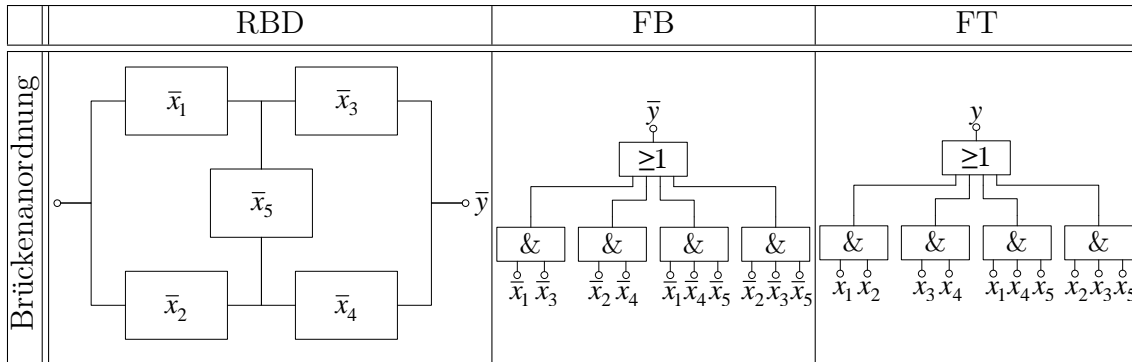 RBD FB FT
Brückenanordnung
x̄1 x̄3
x̄5
x̄2 x̄4
ȳ
ȳ
≥1
& & & &
x̄1 x̄3 x̄2 x̄4 x̄1 x̄4 x̄5 x̄2 x̄3 x̄5
y
≥1
& & & &
x1 x2 x3 x4 x1 x4 x5 x2 x3 x5